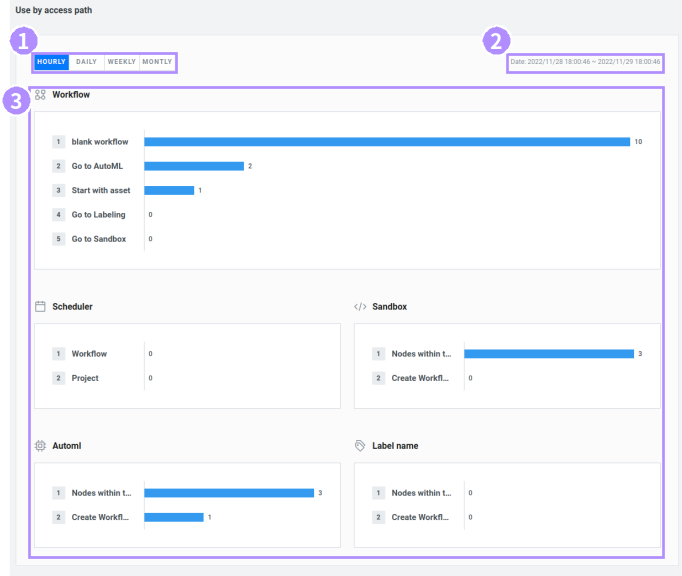 Use by access path
1
2
HOURLY DAILY WEEKLY MONTLY
Date: 2022/11/28 18:00:46 ~ 2022/11/29 18:00:46
3
Workflow
1 blank workflow 10
2 Go to AutoML 2
3 Start with asset 1
4 Go to Labeling 0
5 Go to Sandbox 0
Scheduler
1 Workflow 0
2 Project 0
</> Sandbox
1 Nodes within t... 3
2 Create Workfl... 0
Automl
1 Nodes within t... 3
2 Create Workfl... 1
Label name
1 Nodes within t... 0
2 Create Workfl... 0